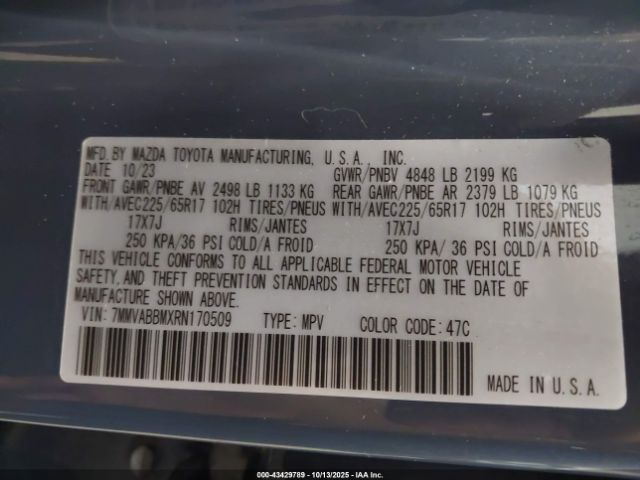 MFD. BY MAZDA TOYOTA MANUFACTURING, U.S.A., INC.
DATE 10/23 GVWR/PNBV 4848 LB 2199 KG
FRONT GAWR/PNBE AV 2498 LB 1133 KG REAR GAWR/PNBE AR 2379 LB 1079 KG
WITH/AVEC225/65R17 102H TIRES/PNEUS WITH/AVEC225/65R17 102H TIRES/PNEUS
17X7J RIMS/JANTES 17X7J RIMS/JANTES
250 KPA/36 PSI COLD/A FROID 250 KPA/36 PSI COLD/A FROID
THIS VEHICLE CONFORMS TO ALL APPLICABLE FEDERAL MOTOR VEHICLE
SAFETY, AND THEFT PREVENTION STANDARDS IN EFFECT ON THE DATE OF
MANUFACTURE SHOWN ABOVE.
VIN: 7MMVABBMXRN170509 TYPE: MPV COLOR CODE: 47C
MADE IN U.S.A.
000-43429789 - 10/13/2025 - Copyright © IAA, Inc.